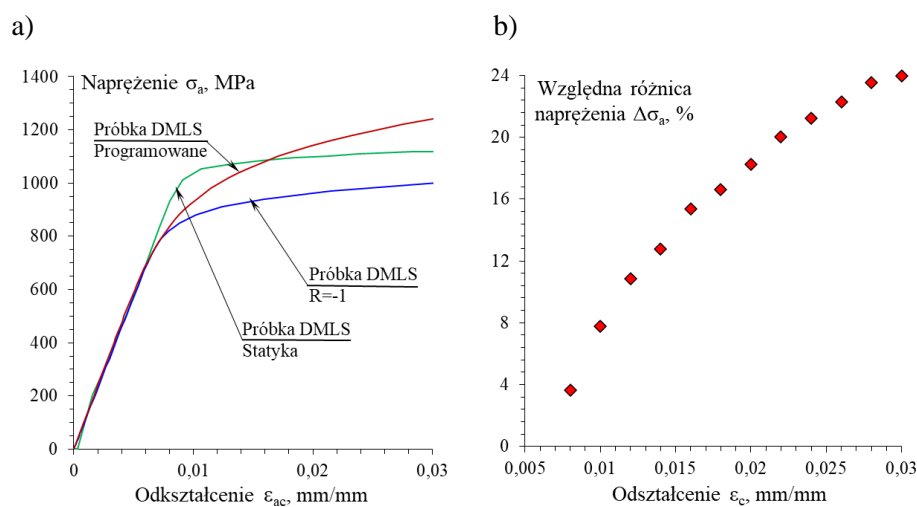 a)
b)
Naprężenie σa, MPa
1400
1200
1000
800
600
400
200
0
0
0,01
0,02
0,03
Próbka DMLS
Programowane
Próbka DMLS
R=-1
Próbka DMLS
Statyka
Odkształcenie εac, mm/mm
Względna różnica
naprężenia Δσa, %
24
20
16
12
8
4
0
0,005
0,01
0,015
0,02
0,025
0,03
Odształcenie εc, mm/mm